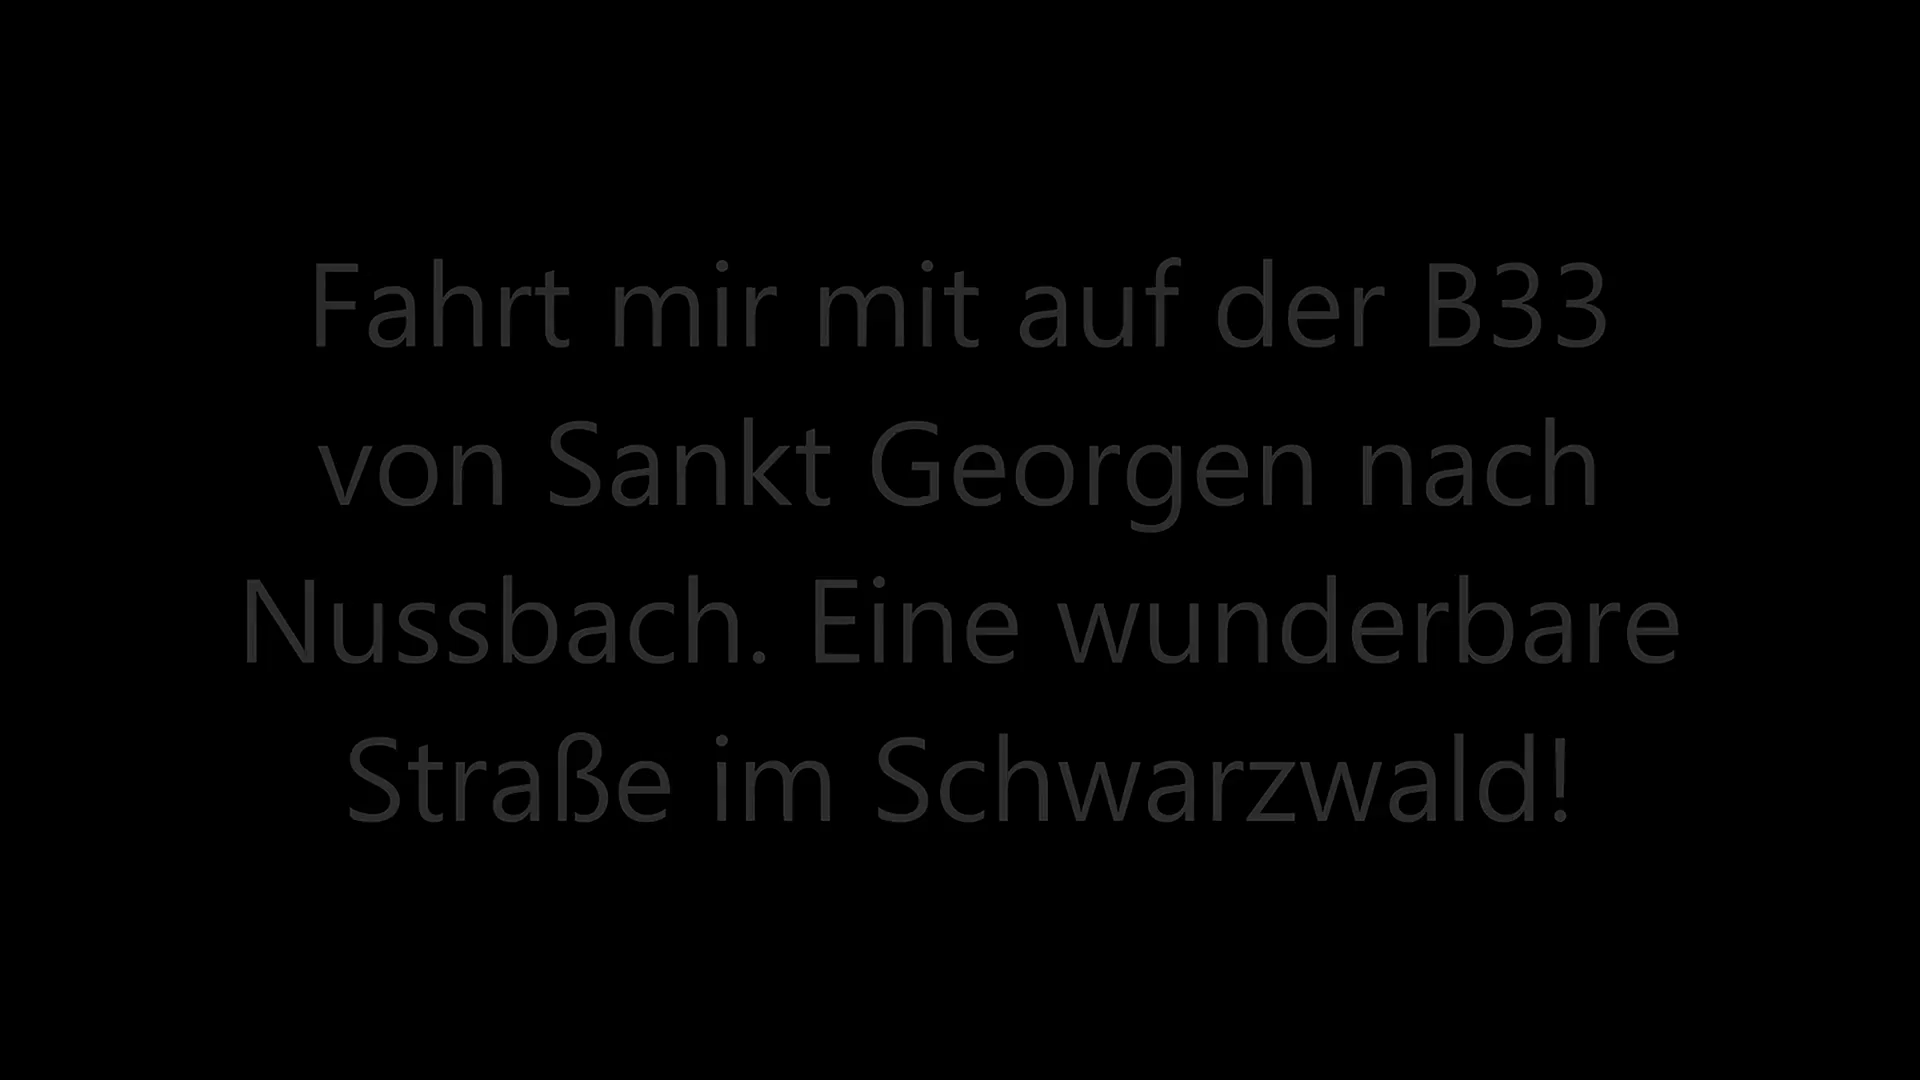 Fahrt mir mit auf der B33
von Sankt Georgen nach
Nussbach. Eine wunderbare
Straße im Schwarzwald!